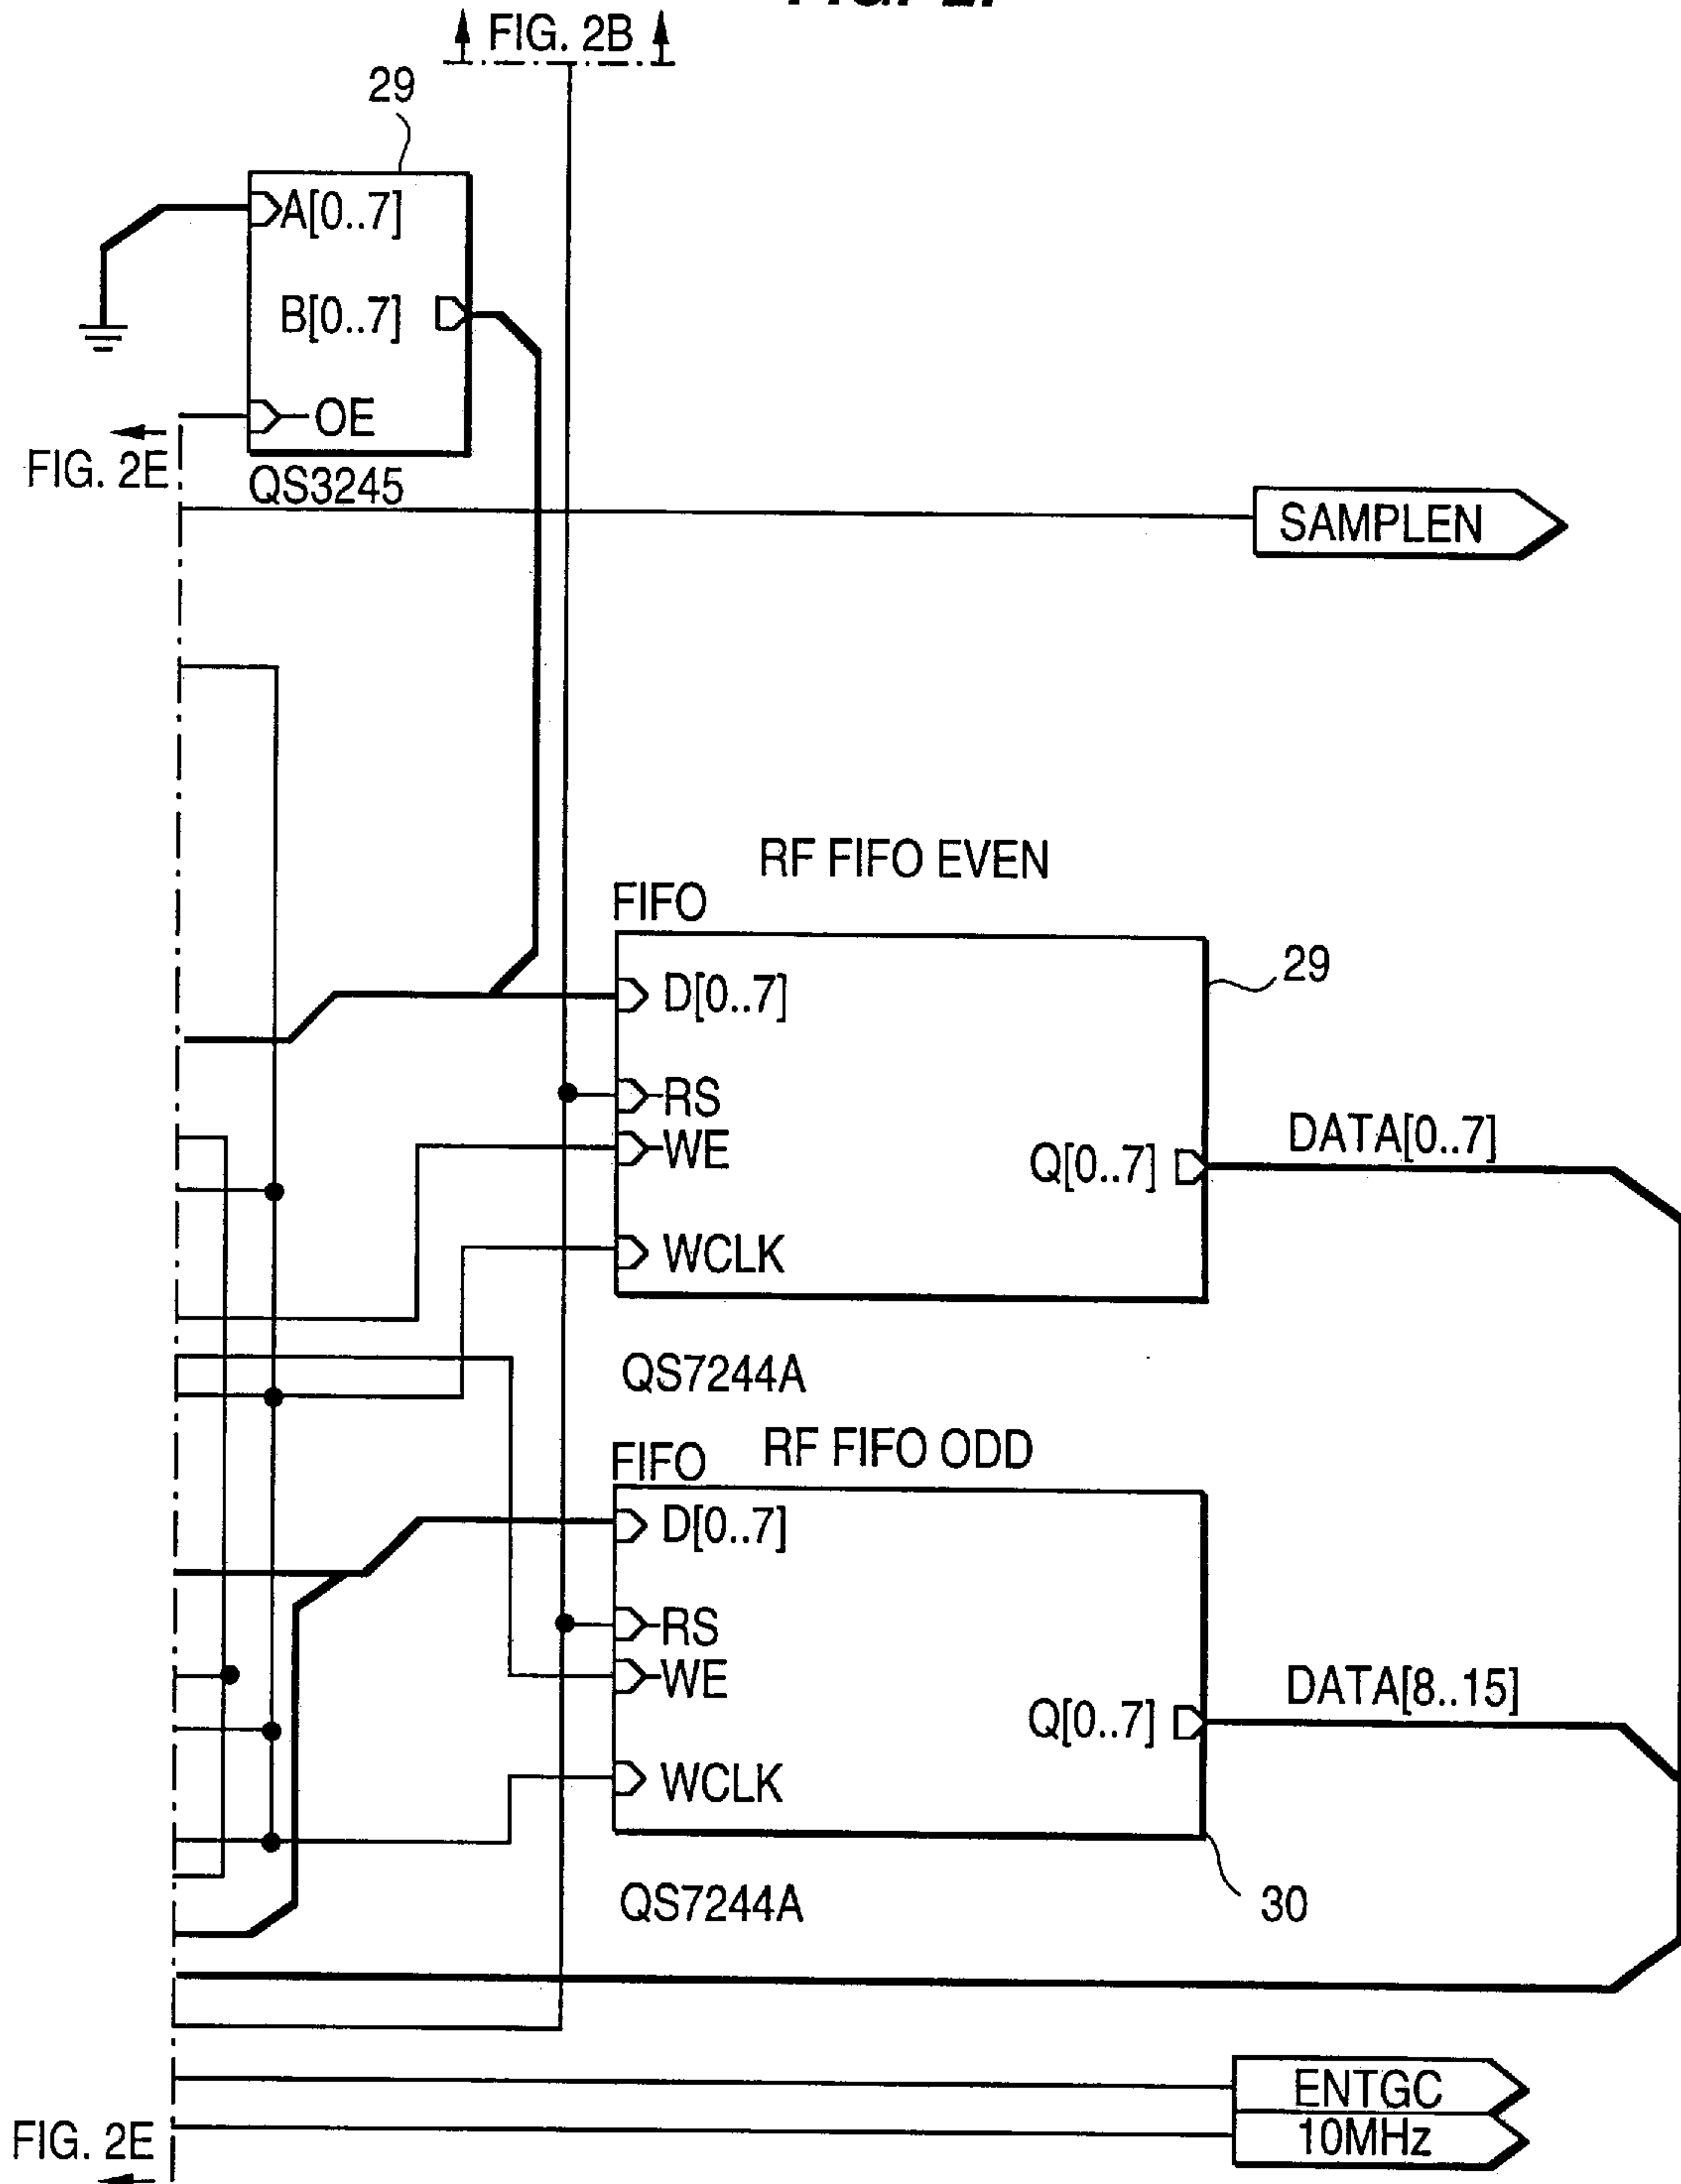 FIG. 2B
29
A[0..7]
B[0..7]
OE
FIG. 2E
QS3245
SAMPLEN
RF FIFO EVEN
FIFO
D[0..7]
29
RS
WE
Q[0..7]
DATA[0..7]
WCLK
QS7244A
RF FIFO ODD
FIFO
D[0..7]
RS
WE
Q[0..7]
DATA[8..15]
WCLK
QS7244A
30
ENTGC
10MHz
FIG. 2E